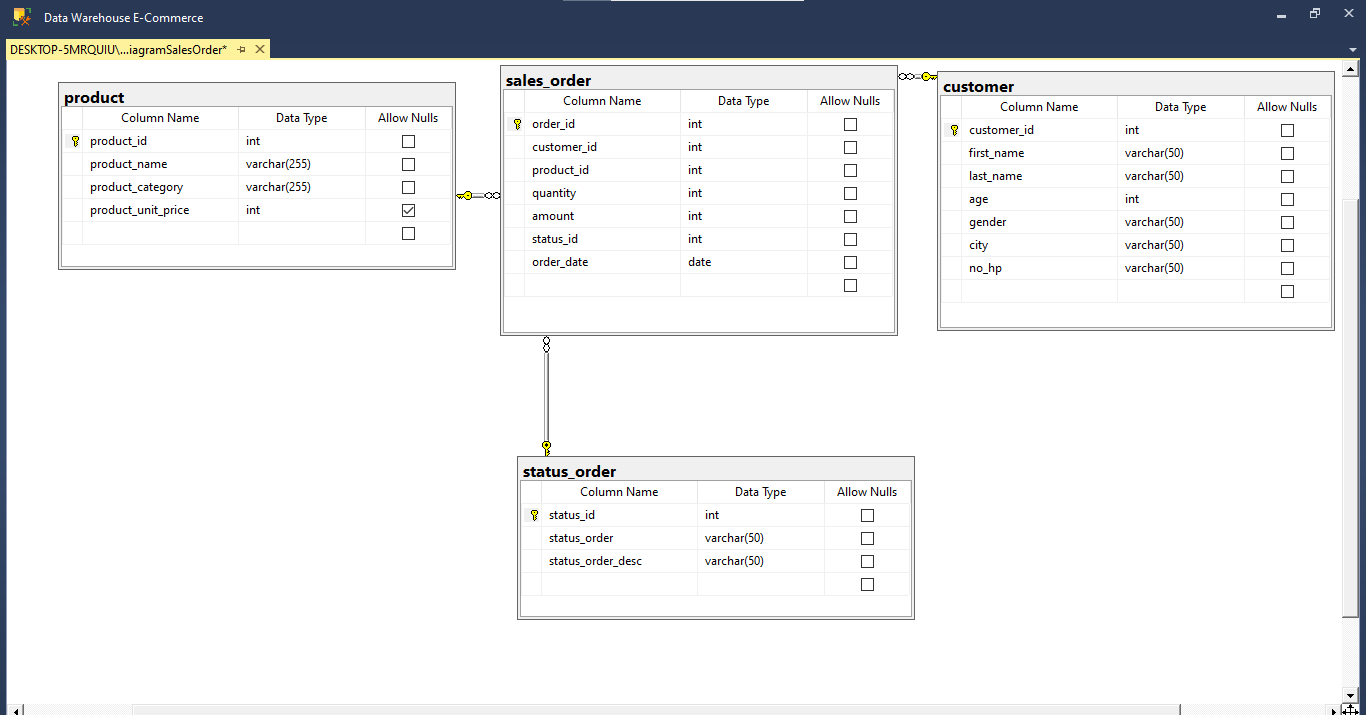 Data Warehouse E-Commerce
DESKTOP-5MRQUIU\...iagramSalesOrder*
product
Column Name Data Type Allow Nulls
product_id int
product_name varchar(255)
product_category varchar(255)
product_unit_price int
sales_order
Column Name Data Type Allow Nulls
order_id int
customer_id int
product_id int
quantity int
amount int
status_id int
order_date date
customer
Column Name Data Type Allow Nulls
customer_id int
first_name varchar(50)
last_name varchar(50)
age int
gender varchar(50)
city varchar(50)
no_hp varchar(50)
status_order
Column Name Data Type Allow Nulls
status_id int
status_order varchar(50)
status_order_desc varchar(50)